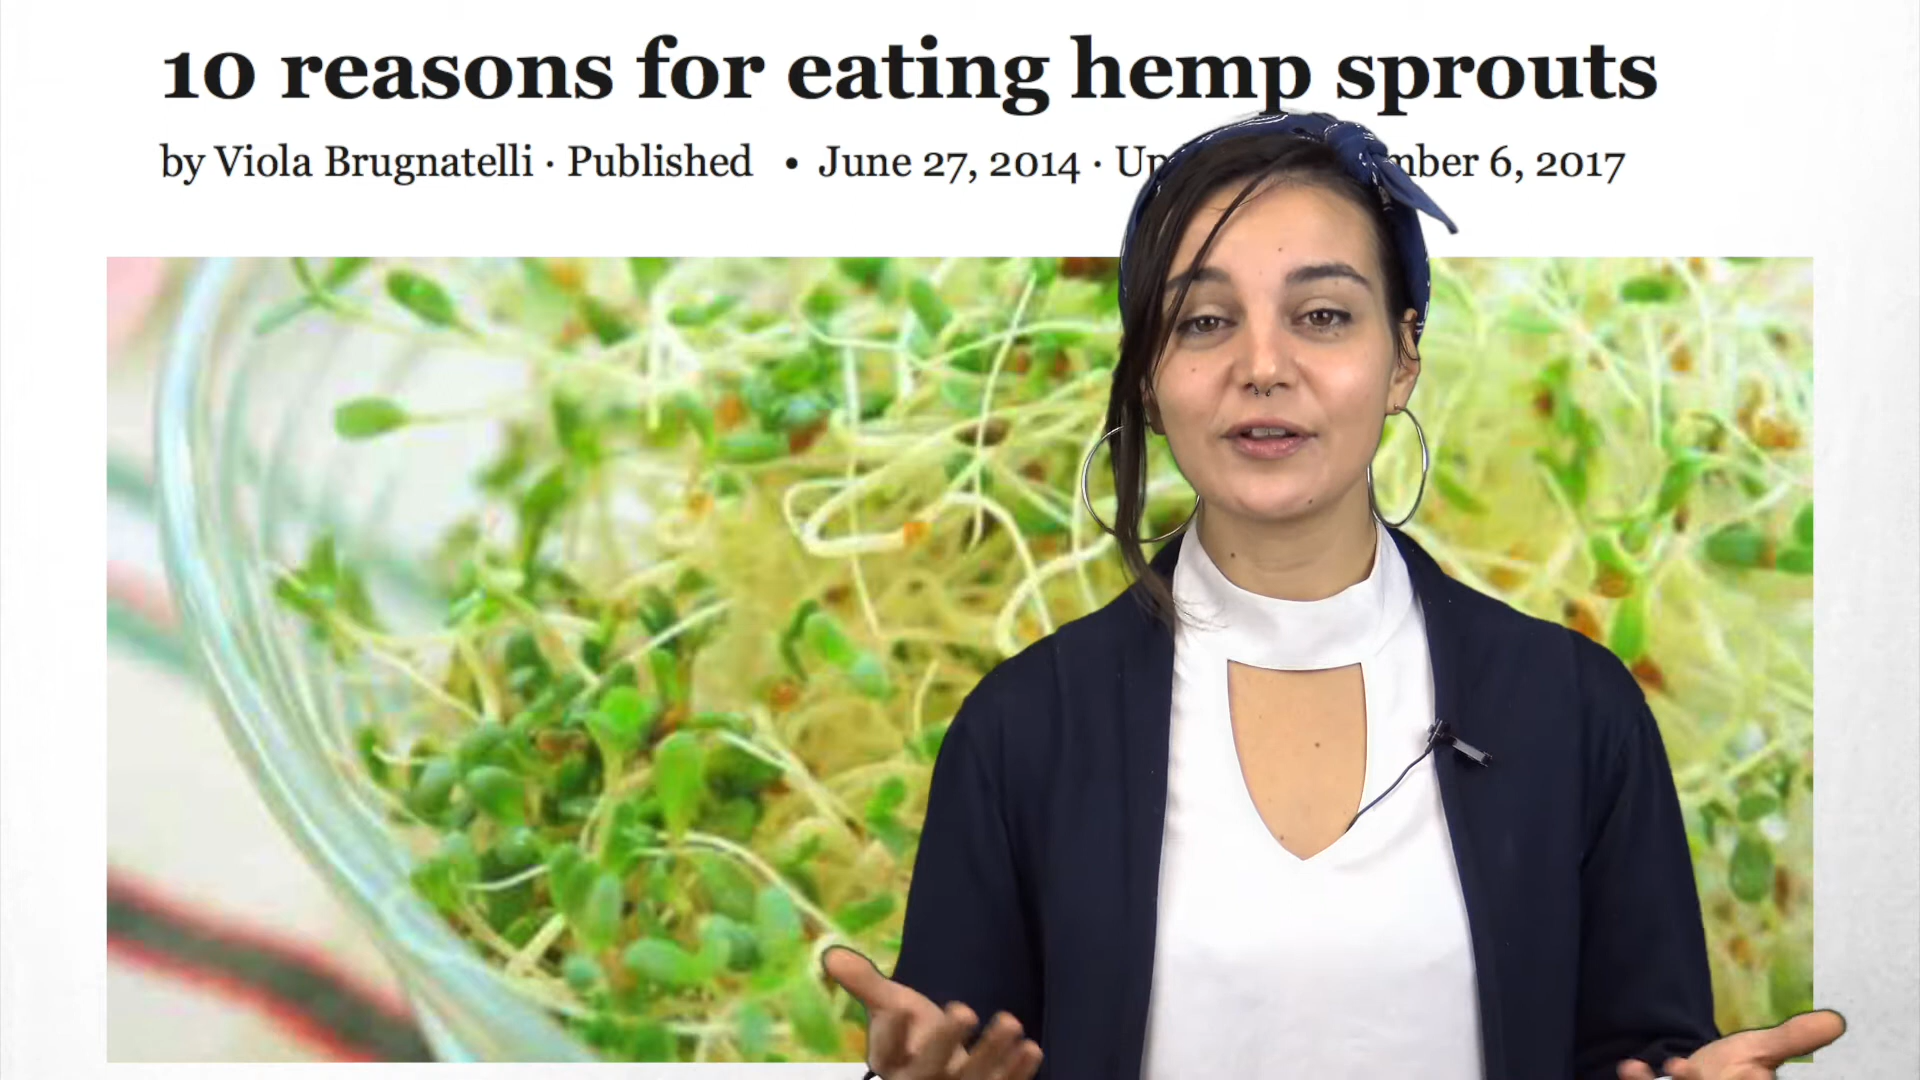 10 reasons for eating hemp sprouts
by Viola Brugnatelli · Published • June 27, 2014 · 6, 2017